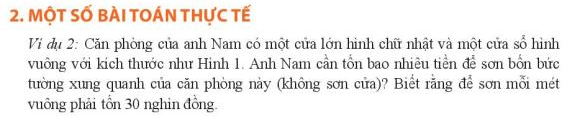 2. MỘT SỐ BÀI TOÁN THỰC TẾ
Ví dụ 2: Căn phòng của anh Nam có một cửa lớn hình chữ nhật và một cửa sổ hình
vuông với kích thước như Hình 1. Anh Nam cần tốn bao nhiêu tiền để sơn bốn bức
tường xung quanh của căn phòng này (không sơn cửa)? Biết rằng để sơn mỗi mét
vuông phải tốn 30 nghìn đồng.